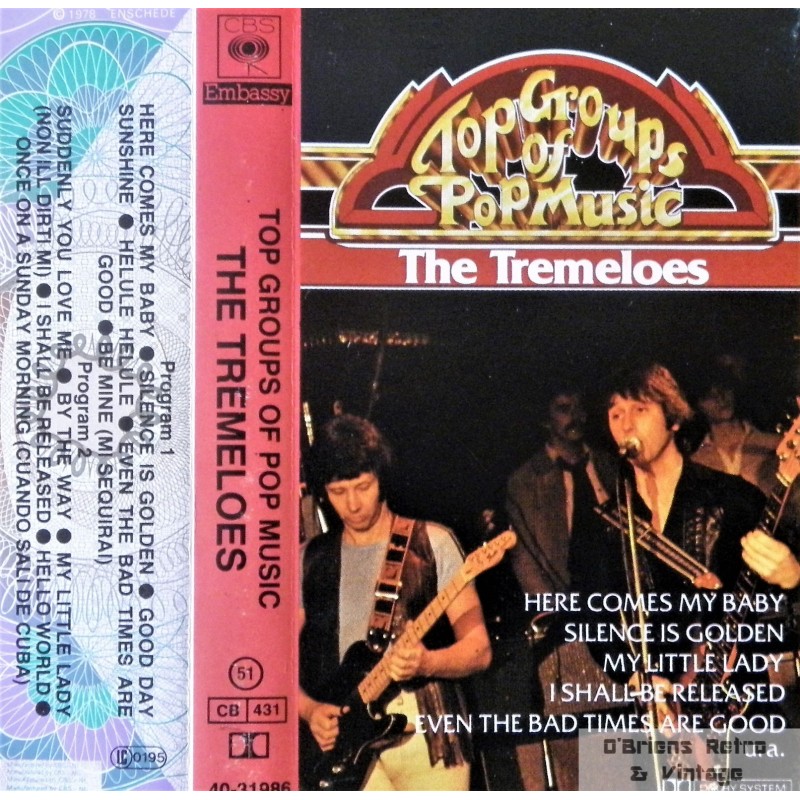 © 1978 ENSCHEDE
Program 1
HERE COMES MY BABY ● SILENCE IS GOLDEN ● GOOD DAY
SUNSHINE ● HELULE HELULE ● EVEN THE BAD TIMES ARE
GOOD ● BE MINE (MI SEQUIRAI)
Program 2
SUDDENLY YOU LOVE ME ● BY THE WAY ● MY LITTLE LADY
(NON ILL DIRTI MI) ● I SHALL BE RELEASED ● HELLO WORLD ●
ONCE ON A SUNDAY MORNING (CUANDO SALI DE CUBA)
LC 0195
CBS
Embassy
TOP GROUPS OF POP MUSIC
THE TREMELOES
51
CB 431
40-31986
Top Groups
of
Pop Music
The Tremeloes
HERE COMES MY BABY
SILENCE IS GOLDEN
MY LITTLE LADY
I SHALL BE RELEASED
EVEN THE BAD TIMES ARE GOOD
u.a.
O'Briens Retro
& Vintage
SYSTEM